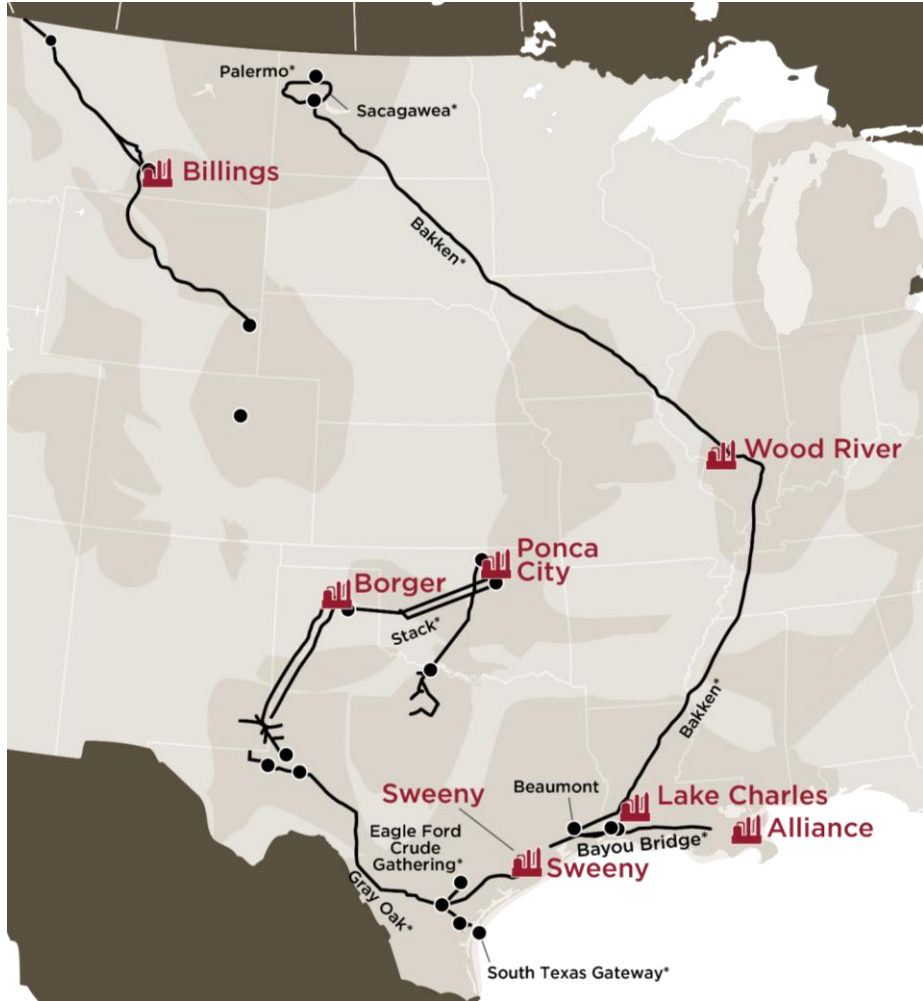 Palermo*
Sacagawea*
Billings
Bakken*
Wood River
Ponca
City
Borger
Stack*
Bakken*
Sweeny
Beaumont
Lake Charles
Alliance
Bayou Bridge*
Eagle Ford
Crude
Gathering*
Sweeny
Gray Oak*
South Texas Gateway*